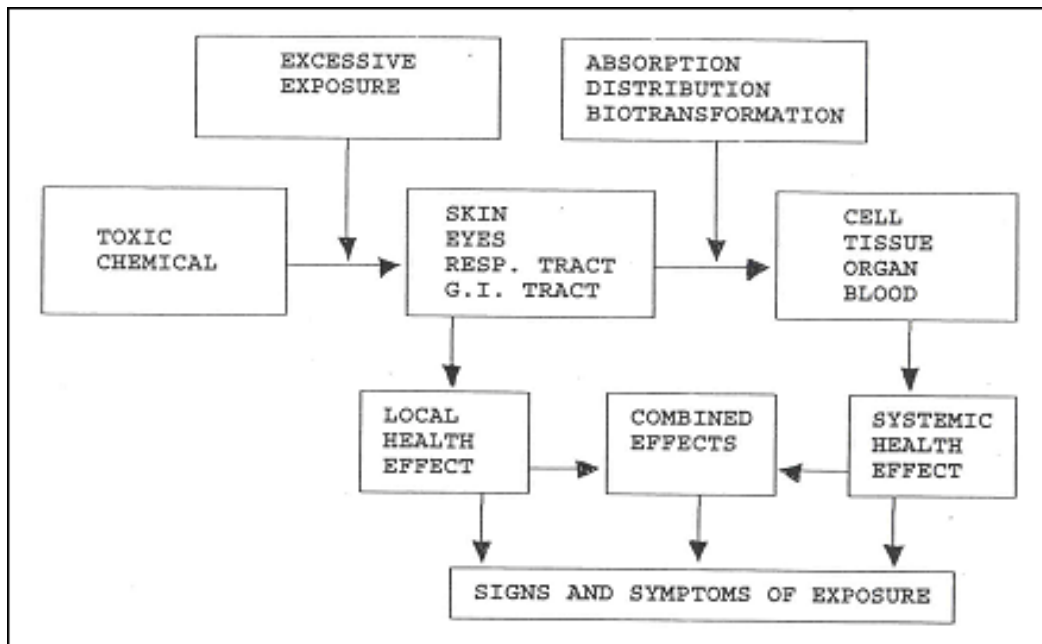 EXCESSIVE
EXPOSURE
ABSORPTION
DISTRIBUTION
BIOTRANSFORMATION
TOXIC
CHEMICAL
SKIN
EYES
RESP. TRACT
G.I. TRACT
CELL
TISSUE
ORGAN
BLOOD
LOCAL
HEALTH
EFFECT
COMBINED
EFFECTS
SYSTEMIC
HEALTH
EFFECT
SIGNS AND SYMPTOMS OF EXPOSURE